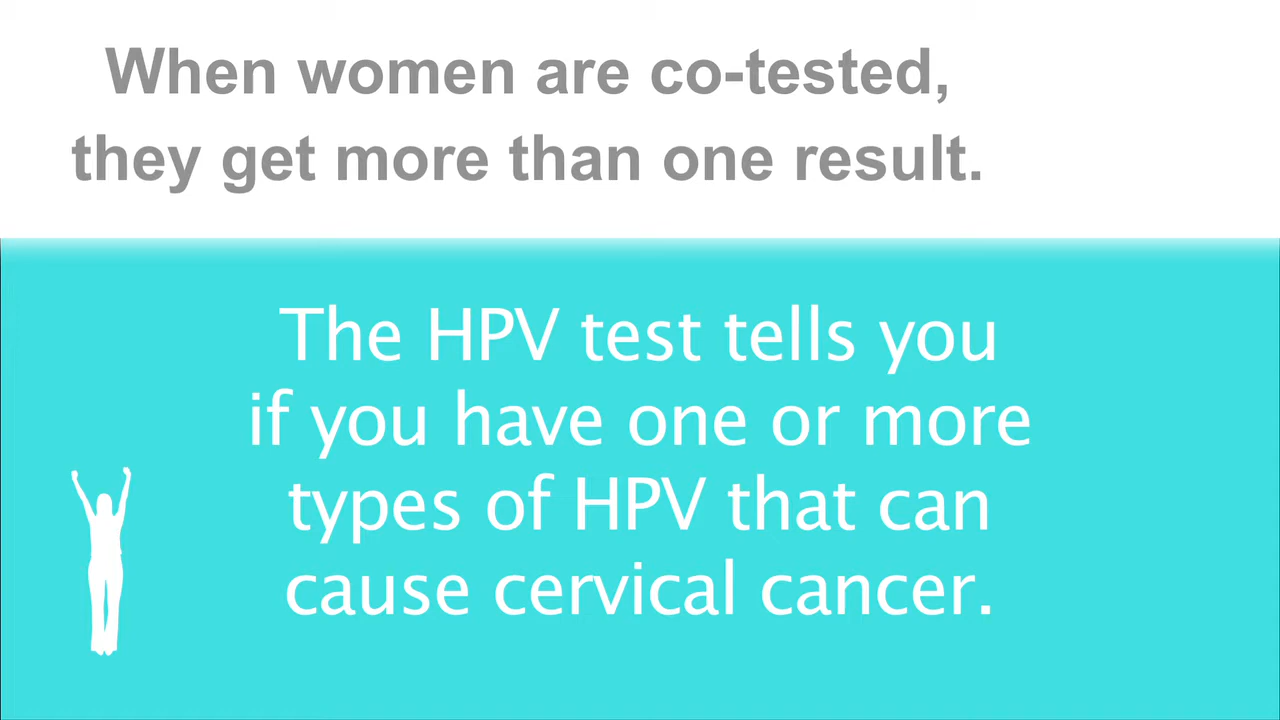 When women are co-tested,
they get more than one result.
The HPV test tells you
if you have one or more
types of HPV that can
cause cervical cancer.